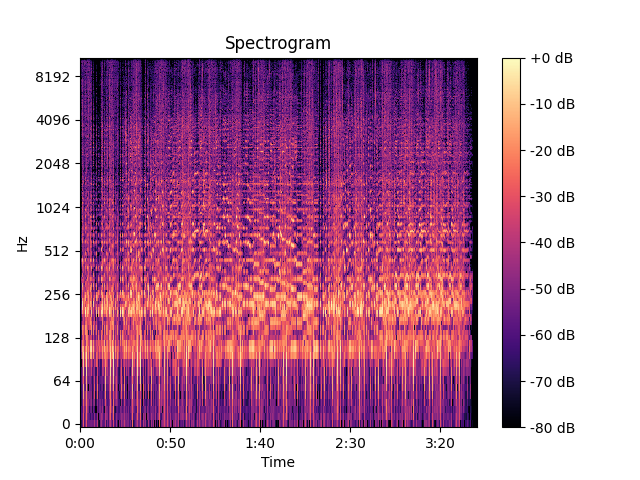 Spectrogram
8192
4096
2048
1024
512
256
128
64
0
Hz
0:00 0:50 1:40 2:30 3:20
Time
+0 dB
-10 dB
-20 dB
-30 dB
-40 dB
-50 dB
-60 dB
-70 dB
-80 dB